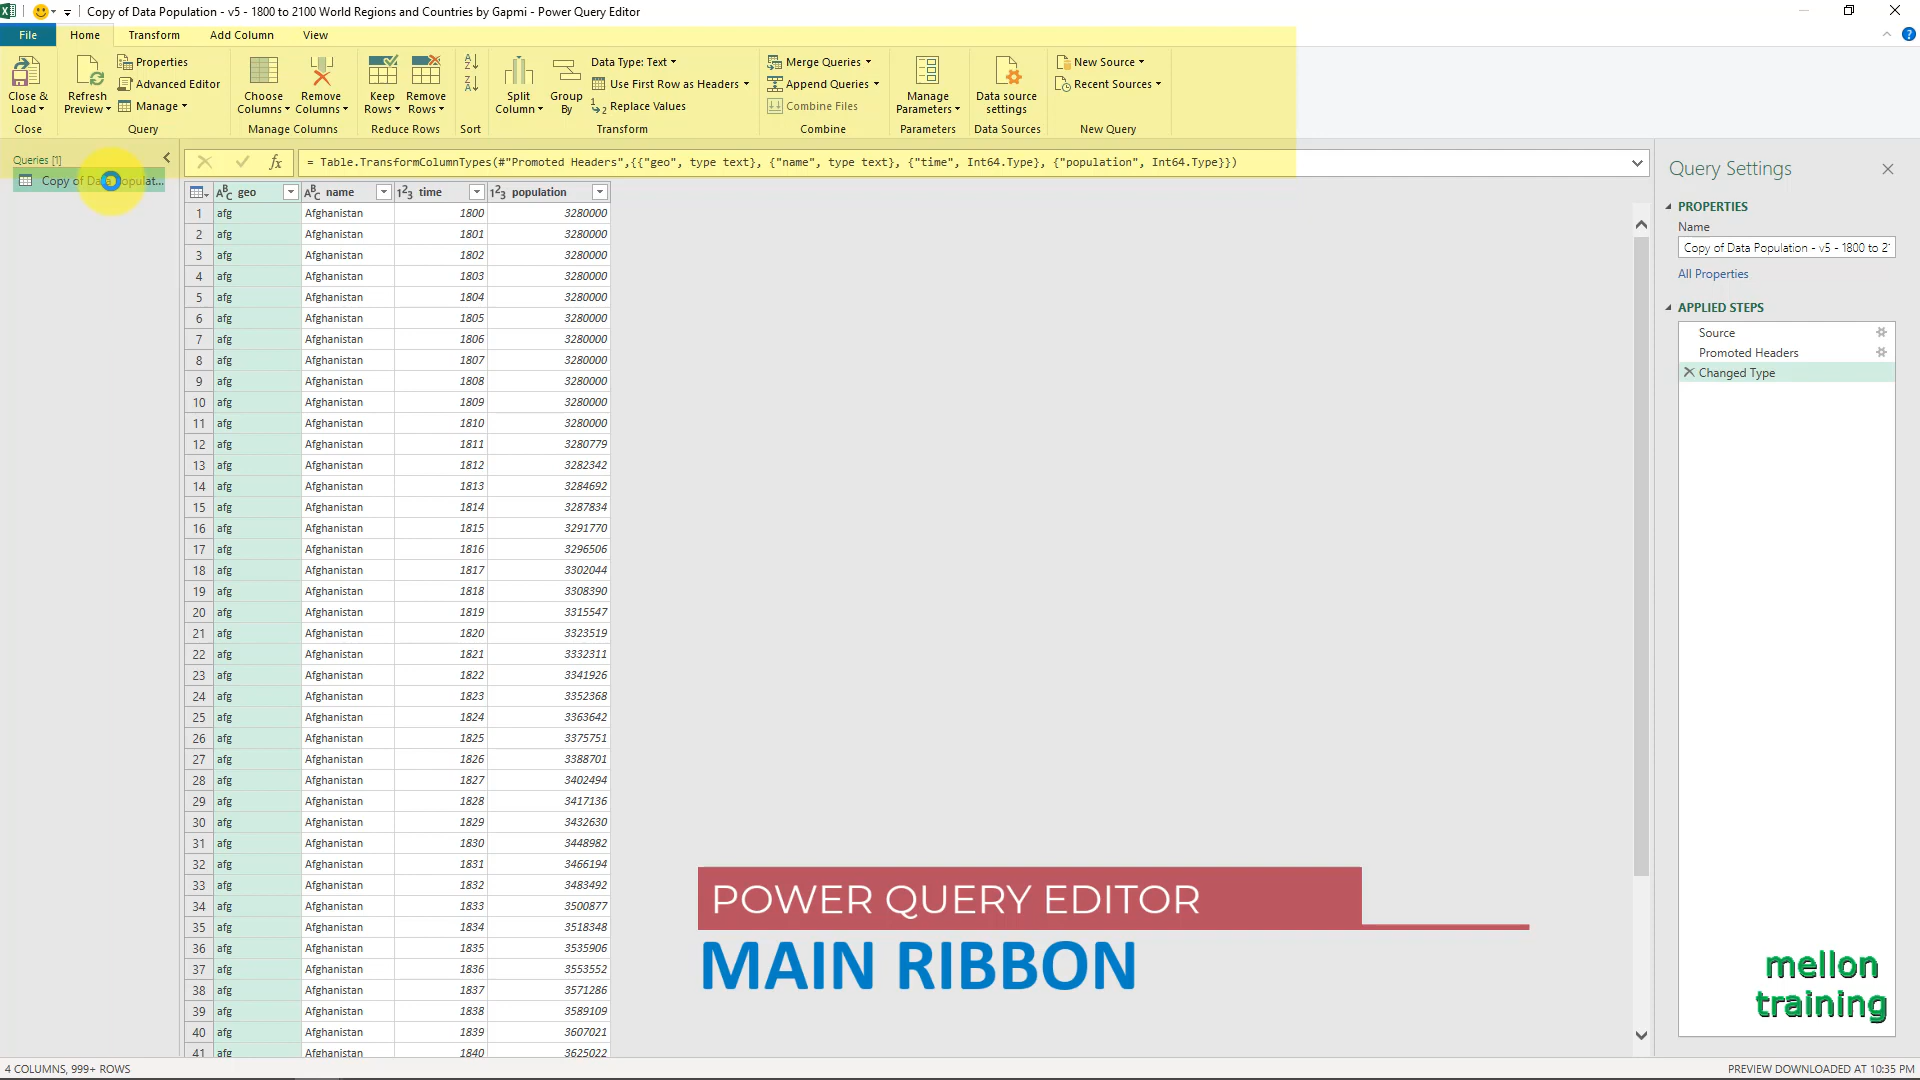 Copy of Data Population - v5 - 1800 to 2100 World Regions and Countries by Gapmi - Power Query Editor
File Home Transform Add Column View
Close & Load
Close
Refresh Preview
Properties
Advanced Editor
Manage
Query
Choose Columns
Remove Columns
Manage Columns
Keep Rows
Remove Rows
Reduce Rows
Sort
Split Column
Group By
Data Type: Text
Use First Row as Headers
Replace Values
Transform
Merge Queries
Append Queries
Combine Files
Combine
Manage Parameters
Parameters
Data source settings
Data Sources
New Source
Recent Sources
New Query
Queries [1]
Copy of Data Populat...
fx = Table.TransformColumnTypes(#"Promoted Headers",{{"geo", type text}, {"name", type text}, {"time", Int64.Type}, {"population", Int64.Type}})
geo name time population
1 afg Afghanistan 1800 3280000
2 afg Afghanistan 1801 3280000
3 afg Afghanistan 1802 3280000
4 afg Afghanistan 1803 3280000
5 afg Afghanistan 1804 3280000
6 afg Afghanistan 1805 3280000
7 afg Afghanistan 1806 3280000
8 afg Afghanistan 1807 3280000
9 afg Afghanistan 1808 3280000
10 afg Afghanistan 1809 3280000
11 afg Afghanistan 1810 3280000
12 afg Afghanistan 1811 3280779
13 afg Afghanistan 1812 3282342
14 afg Afghanistan 1813 3284692
15 afg Afghanistan 1814 3287834
16 afg Afghanistan 1815 3291770
17 afg Afghanistan 1816 3296506
18 afg Afghanistan 1817 3302044
19 afg Afghanistan 1818 3308390
20 afg Afghanistan 1819 3315547
21 afg Afghanistan 1820 3323519
22 afg Afghanistan 1821 3332311
23 afg Afghanistan 1822 3341926
24 afg Afghanistan 1823 3352368
25 afg Afghanistan 1824 3363642
26 afg Afghanistan 1825 3375751
27 afg Afghanistan 1826 3388701
28 afg Afghanistan 1827 3402494
29 afg Afghanistan 1828 3417136
30 afg Afghanistan 1829 3432630
31 afg Afghanistan 1830 3448982
32 afg Afghanistan 1831 3466194
33 afg Afghanistan 1832 3483492
34 afg Afghanistan 1833 3500877
35 afg Afghanistan 1834 3518348
36 afg Afghanistan 1835 3535906
37 afg Afghanistan 1836 3553552
38 afg Afghanistan 1837 3571286
39 afg Afghanistan 1838 3589109
40 afg Afghanistan 1839 3607021
41 afg Afghanistan 1840 3625022
Query Settings
PROPERTIES
Name
Copy of Data Population - v5 - 1800 to 2
All Properties
APPLIED STEPS
Source
Promoted Headers
Changed Type
POWER QUERY EDITOR
MAIN RIBBON
mellon
training
4 COLUMNS, 999+ ROWS
PREVIEW DOWNLOADED AT 10:35 PM